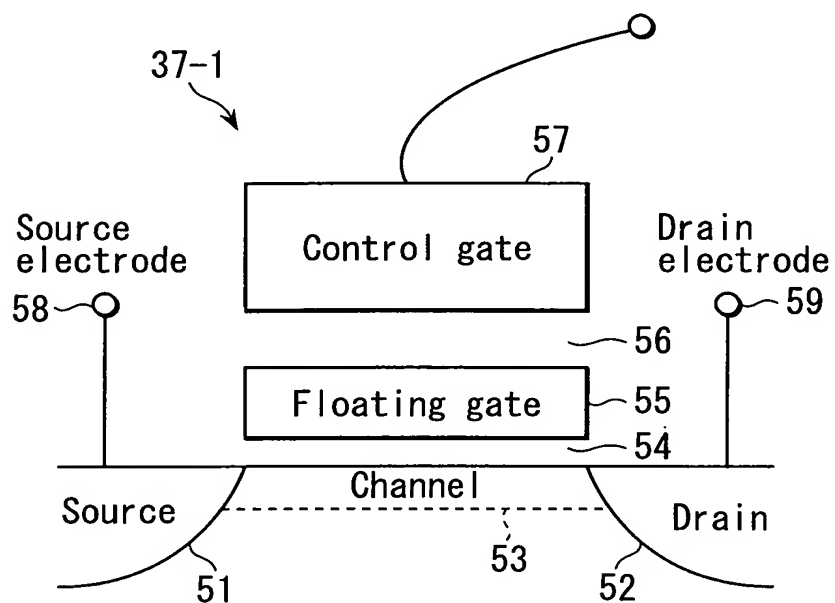 37-1
57
Source
electrode
Control gate
Drain
electrode
58
59
56
Floating gate
55
54
Channel
Source
Drain
53
51
52